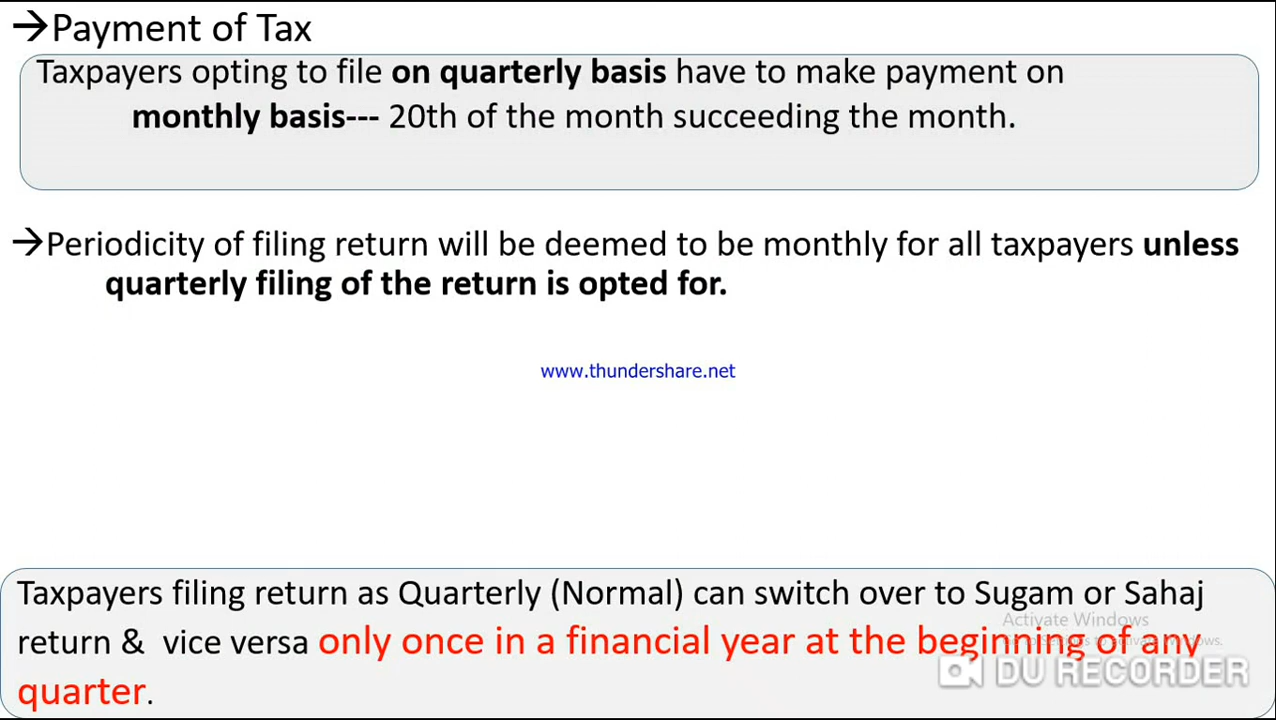 →Payment of Tax
Taxpayers opting to file on quarterly basis have to make payment on
monthly basis--- 20th of the month succeeding the month.
→Periodicity of filing return will be deemed to be monthly for all taxpayers unless
quarterly filing of the return is opted for.
www.thundershare.net
Taxpayers filing return as Quarterly (Normal) can switch over to Sugam or Sahaj
Activate Windows
return & vice versa only once in a financial year at the beginning of any
DU RECORDER
quarter.